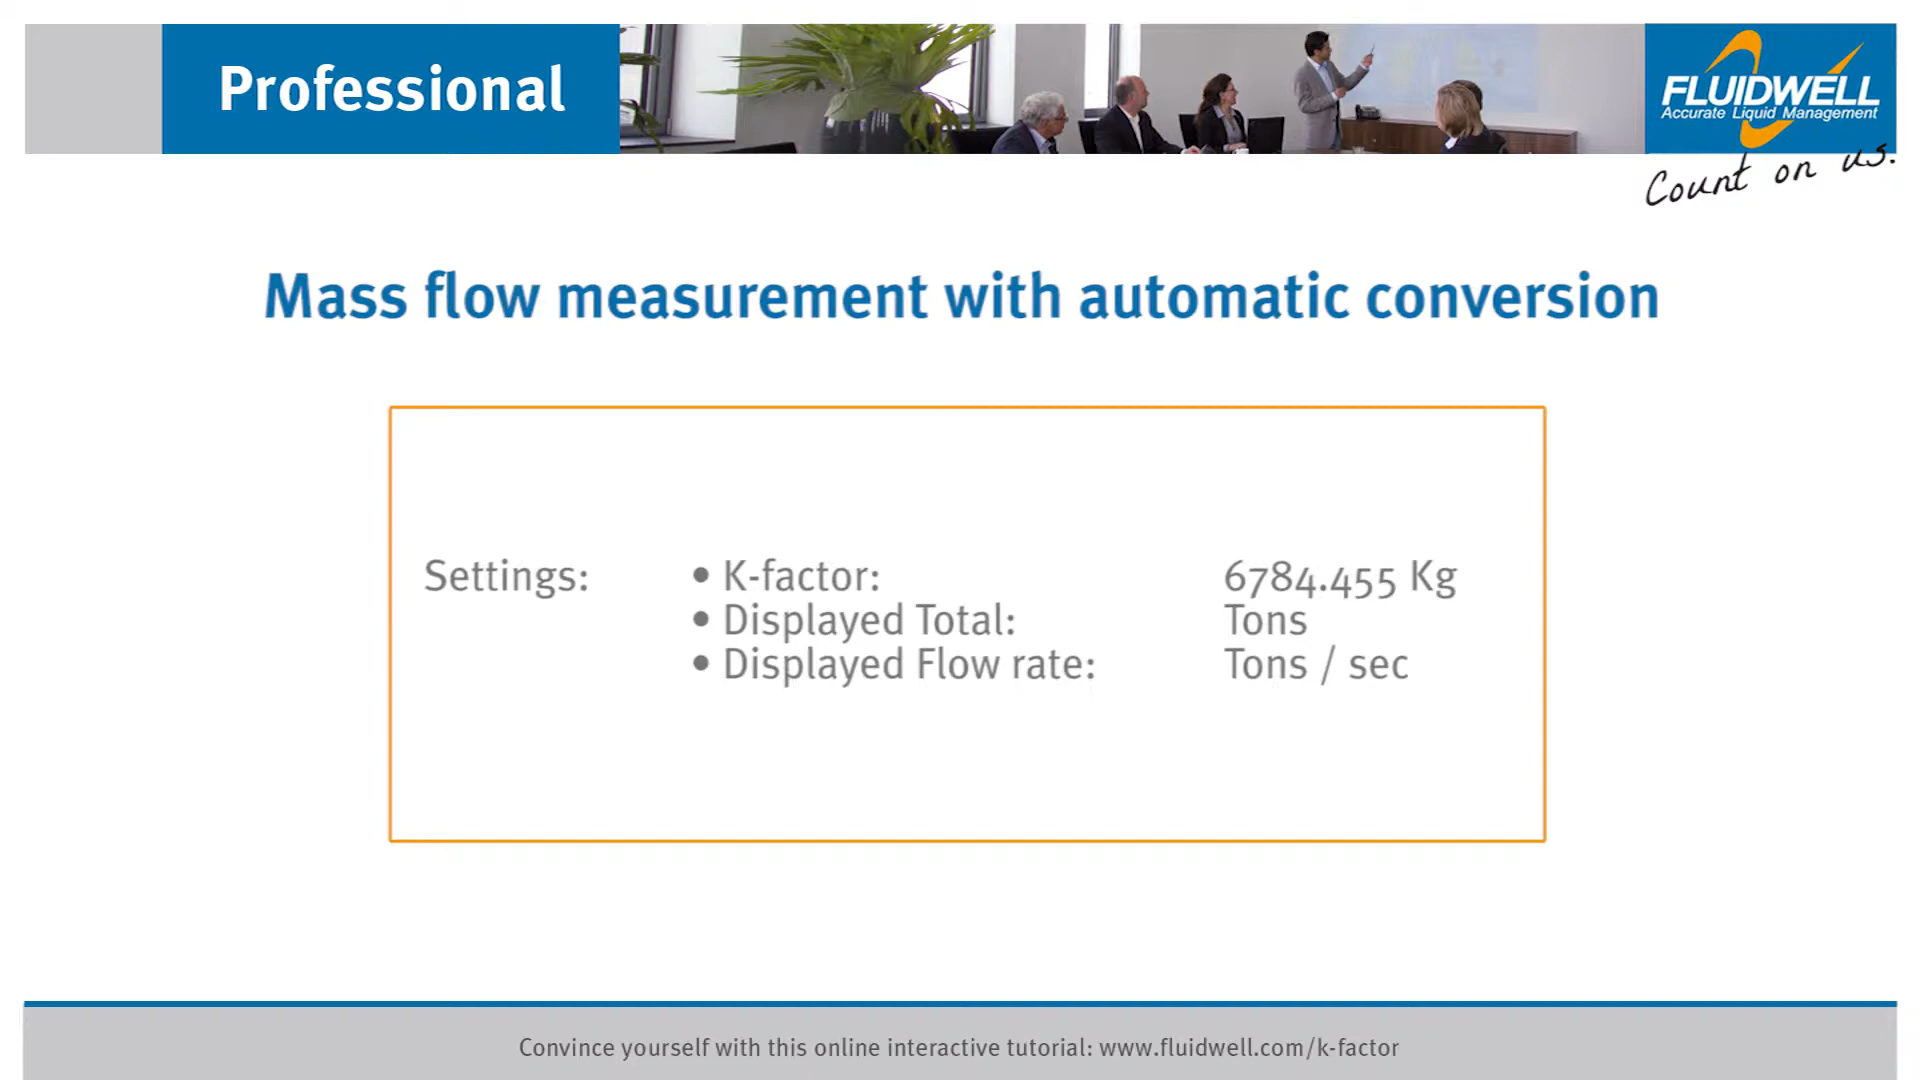 Professional
FLUIDWELL
Accurate Liquid Management
Count on us.
Mass flow measurement with automatic conversion
Settings: • K-factor: 6784.455 Kg
• Displayed Total: Tons
• Displayed Flow rate: Tons / sec
Convince yourself with this online interactive tutorial: www.fluidwell.com/k-factor